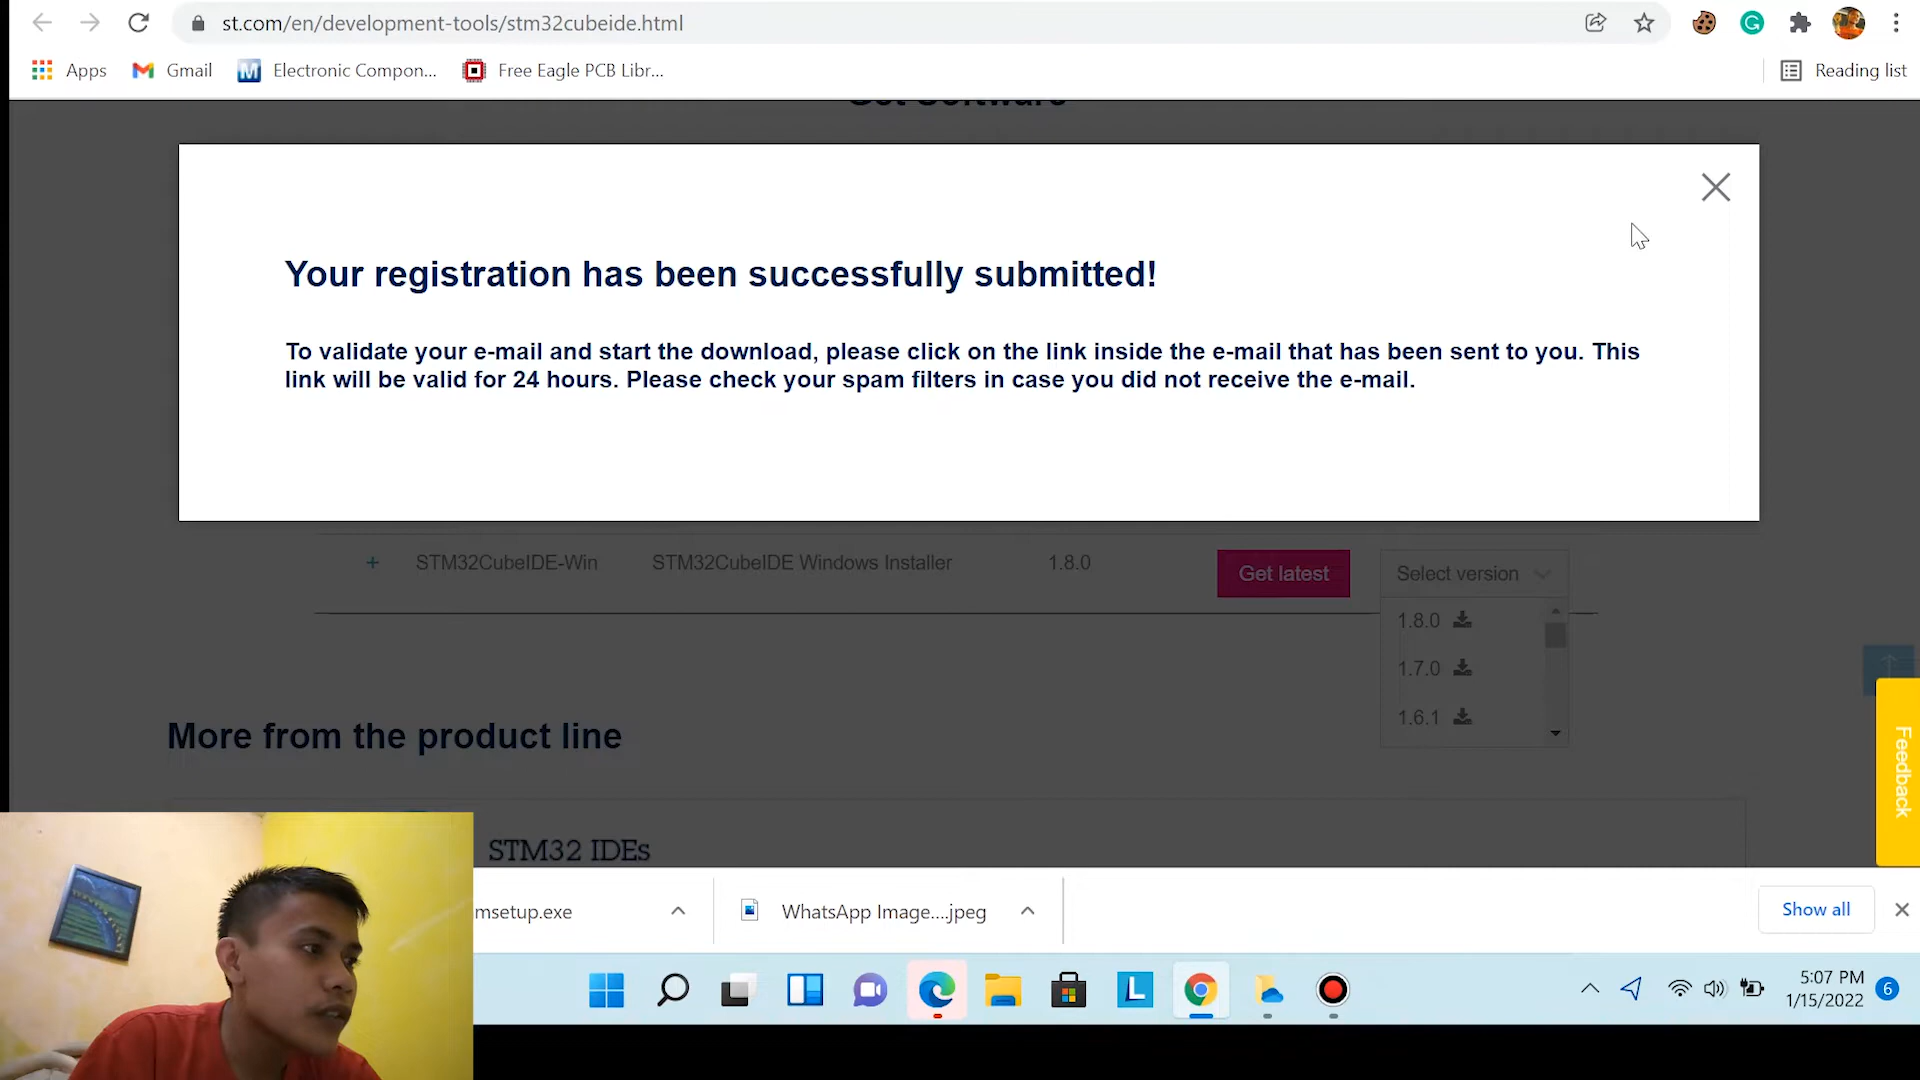 st.com/en/development-tools/stm32cubeide.html
Apps
Gmail
Electronic Compon...
Free Eagle PCB Libr...
Reading list
Get Software
Your registration has been successfully submitted!
To validate your e-mail and start the download, please click on the link inside the e-mail that has been sent to you. This
link will be valid for 24 hours. Please check your spam filters in case you did not receive the e-mail.
+ STM32CubeIDE-Win STM32CubeIDE Windows Installer 1.8.0 Get latest Select version
1.8.0
1.7.0
1.6.1
Feedback
More from the product line
STM32 IDEs
msetup.exe
WhatsApp Image....jpeg
Show all
5:07 PM
1/15/2022
6